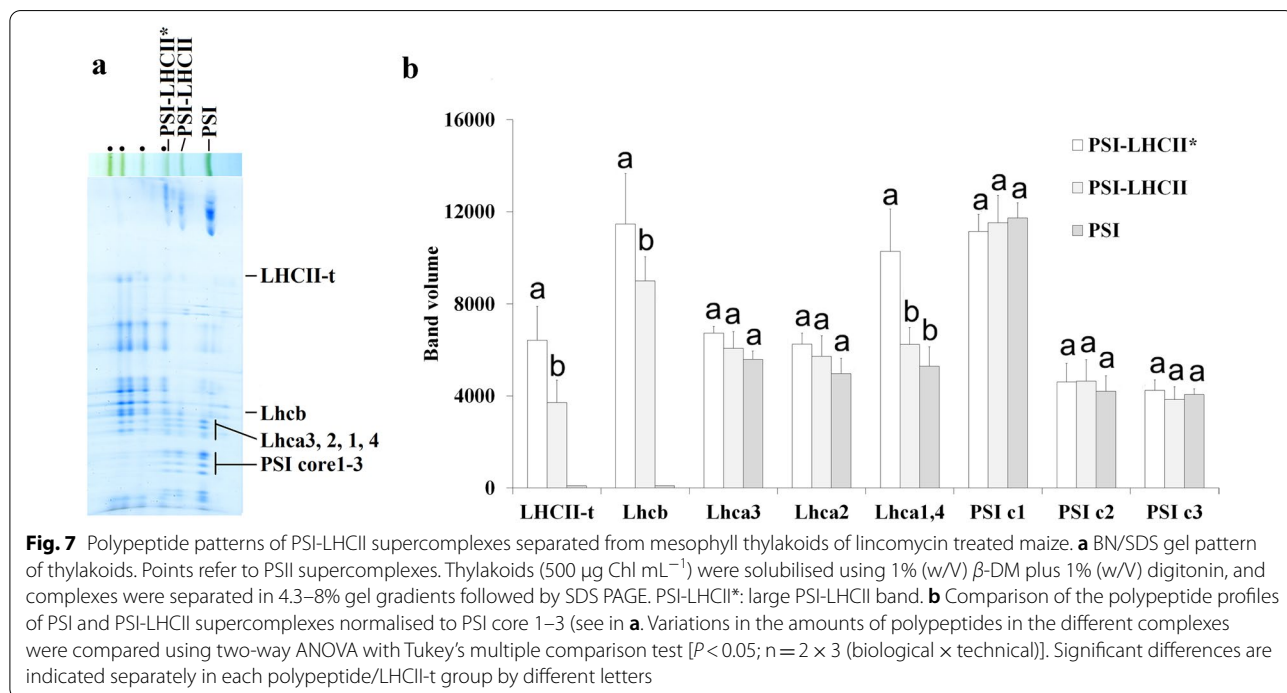 a
PSI-LHCII*
PSI-LHCII
PSI
LHCII-t
Lhcb
Lhca3, 2, 1, 4
PSI core1-3
b
16000
12000
8000
4000
0
Band volume
PSI-LHCII*
PSI-LHCII
PSI
a b
a b
a a a
a a a
a b b
a a a
a a a
a a a
LHCII-t Lhcb Lhca3 Lhca2 Lhca1,4 PSI c1 PSI c2 PSI c3
Fig. 7 Polypeptide patterns of PSI-LHCII supercomplexes separated from mesophyll thylakoids of lincomycin treated maize. a BN/SDS gel pattern
of thylakoids. Points refer to PSII supercomplexes. Thylakoids (500 µg Chl mL⁻¹) were solubilised using 1% (w/V) β-DM plus 1% (w/V) digitonin, and
complexes were separated in 4.3–8% gel gradients followed by SDS PAGE. PSI-LHCII*: large PSI-LHCII band. b Comparison of the polypeptide profiles
of PSI and PSI-LHCII supercomplexes normalised to PSI core 1–3 (see in a. Variations in the amounts of polypeptides in the different complexes
were compared using two-way ANOVA with Tukey's multiple comparison test [P < 0.05; n = 2 × 3 (biological × technical)]. Significant differences are
indicated separately in each polypeptide/LHCII-t group by different letters